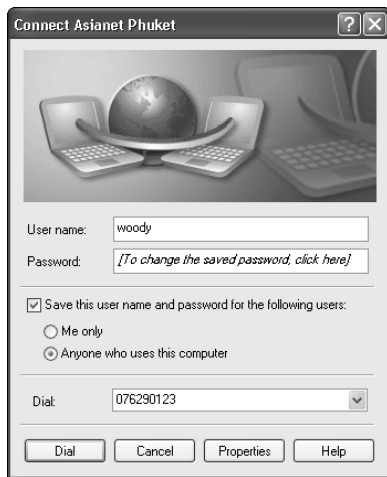 Connect Asianet Phuket
User name: woody
Password: [To change the saved password, click here]
Save this user name and password for the following users:
Me only
Anyone who uses this computer
Dial: 076290123
Dial Cancel Properties Help